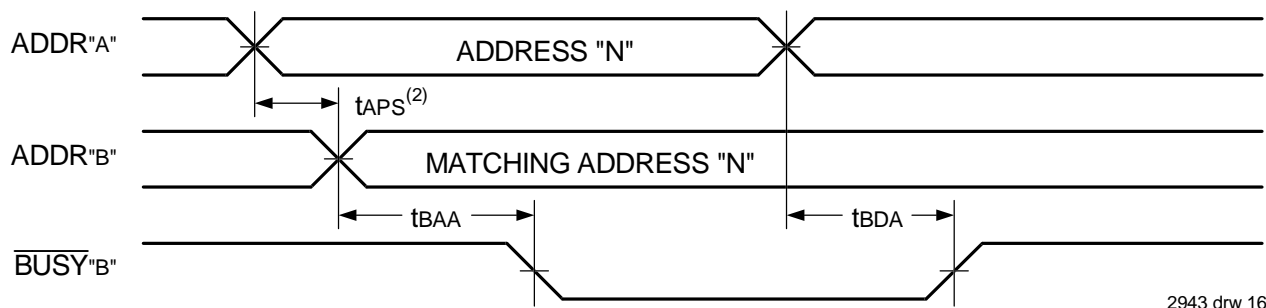 ADDR"A"
ADDRESS "N"
tAPS(2)
ADDR"B"
MATCHING ADDRESS "N"
tBAA
tBDA
BUSY"B"
2943 drw 16